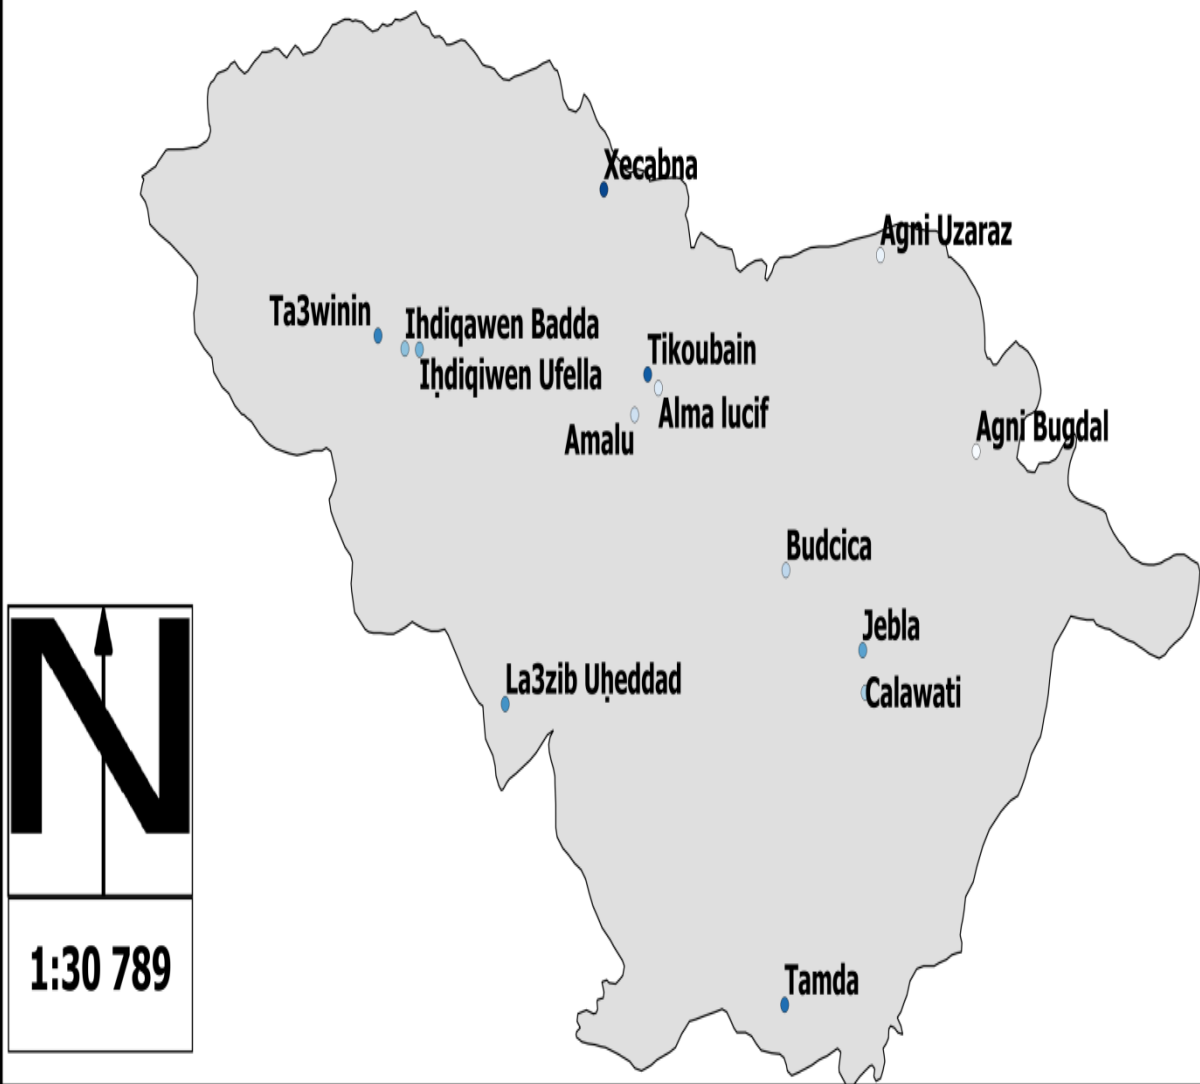 Xecabna
Agni Uzaraz
Ta3winin
Ihdiqawen Badda
Tikoubain
Iḥdiqiwen Ufella
Alma lucif
Amalu
Agni Bugdal
Budcica
Jebla
La3zib Uḥeddad
Calawati
N
1:30 789
Tamda